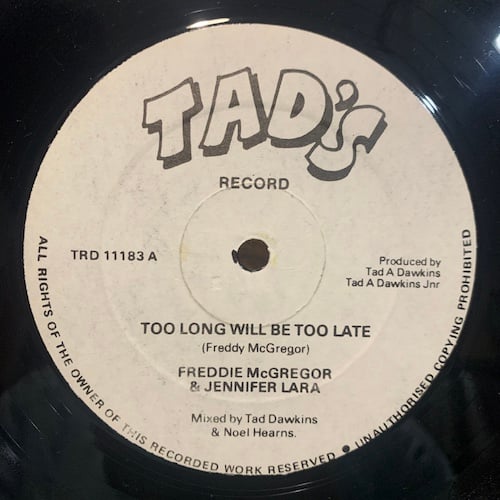 TAD'S
RECORD
TRD 11183 A
Produced by
Tad A Dawkins
Tad A Dawkins Jnr
TOO LONG WILL BE TOO LATE
(Freddy McGregor)
FREDDIE McGREGOR
& JENNIFER LARA
Mixed by Tad Dawkins
& Noel Hearns.
ALL RIGHTS OF THE OWNER OF THIS RECORDED WORK RESERVED ● UNAUTHORISED COPYING PROHIBITED